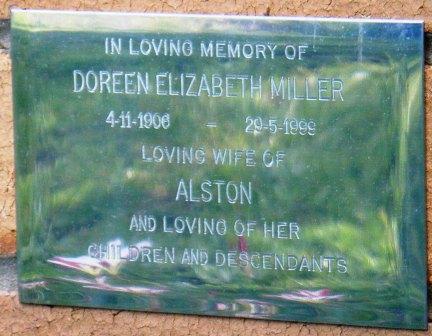 IN LOVING MEMORY OF
DOREEN ELIZABETH MILLER
4-11-1906 - 29-5-1999
LOVING WIFE OF
ALSTON
AND LOVING OF HER
CHILDREN AND DESCENDANTS